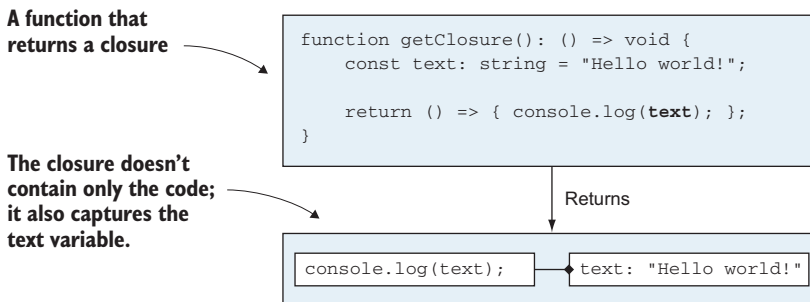 A function that
returns a closure
function getClosure(): () => void {
    const text: string = "Hello world!";
    return () => { console.log(text); };
}
The closure doesn't
contain only the code;
it also captures the
text variable.
Returns
console.log(text);
text: "Hello world!"